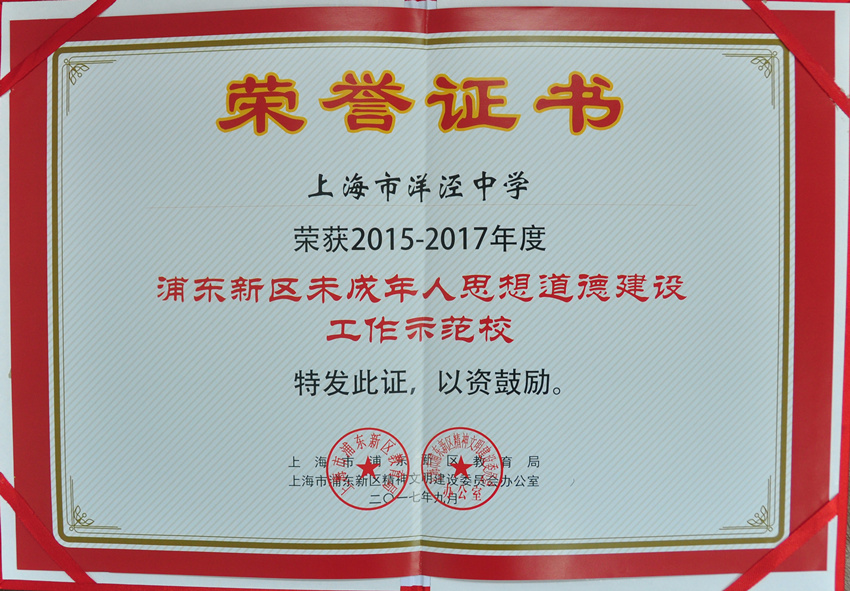 荣誉证书
上海市洋泾中学
荣获2015-2017年度
浦东新区未成年人思想道德建设
工作示范校
特发此证，以资鼓励。
上海市浦东新区教育局
上海市浦东新区精神文明建设委员会办公室
二〇一七年九月